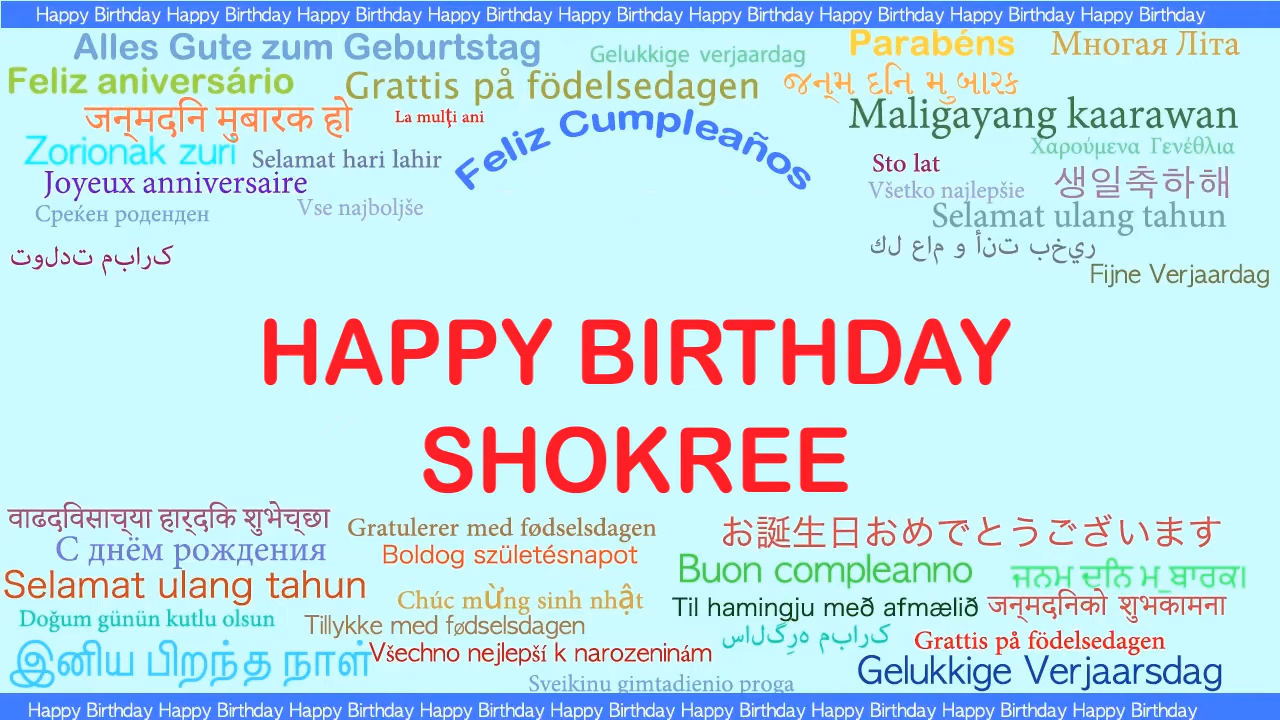 Happy Birthday Happy Birthday Happy Birthday Happy Birthday Happy Birthday Happy Birthday Happy Birthday Happy Birthday Happy Birthday
Alles Gute zum Geburtstag
Gelukkige verjaardag
Parabéns
Многая Літа
Feliz aniversário
Grattis på födelsedagen
જન્મ દિન મુબારક
जन्मदिन मुबारक हो
La mulţi ani
Feliz Cumpleaños
Maligayang kaarawan
Zorionak zuri
Selamat hari lahir
Χαρούμενα Γενέθλια
Sto lat
Joyeux anniversaire
Všetko najlepšie
생일축하해
Среќен роденден
Vse najboljše
Selamat ulang tahun
تولدت مبارک
كل عام و أنت بخير
Fijne Verjaardag
HAPPY BIRTHDAY
SHOKREE
वाढदिवसाच्या हार्दिक शुभेच्छा
Gratulerer med fødselsdagen
お誕生日おめでとうございます
С днём рождения
Boldog születésnapot
Buon compleanno
ਜਨਮ ਦਿਨ ਮੁਬਾਰਕ।
Selamat ulang tahun
Chúc mừng sinh nhật
Til hamingju með afmælið
जन्मदिनको शुभकामना
Doğum günün kutlu olsun
Tillykke med fødselsdagen
سالگرہ مبارک
Grattis på födelsedagen
இனிய பிறந்த நாள்
Všechno nejlepší k narozeninám
Gelukkige Verjaarsdag
Sveikinu gimtadienio proga
Happy Birthday Happy Birthday Happy Birthday Happy Birthday Happy Birthday Happy Birthday Happy Birthday Happy Birthday Happy Birthday